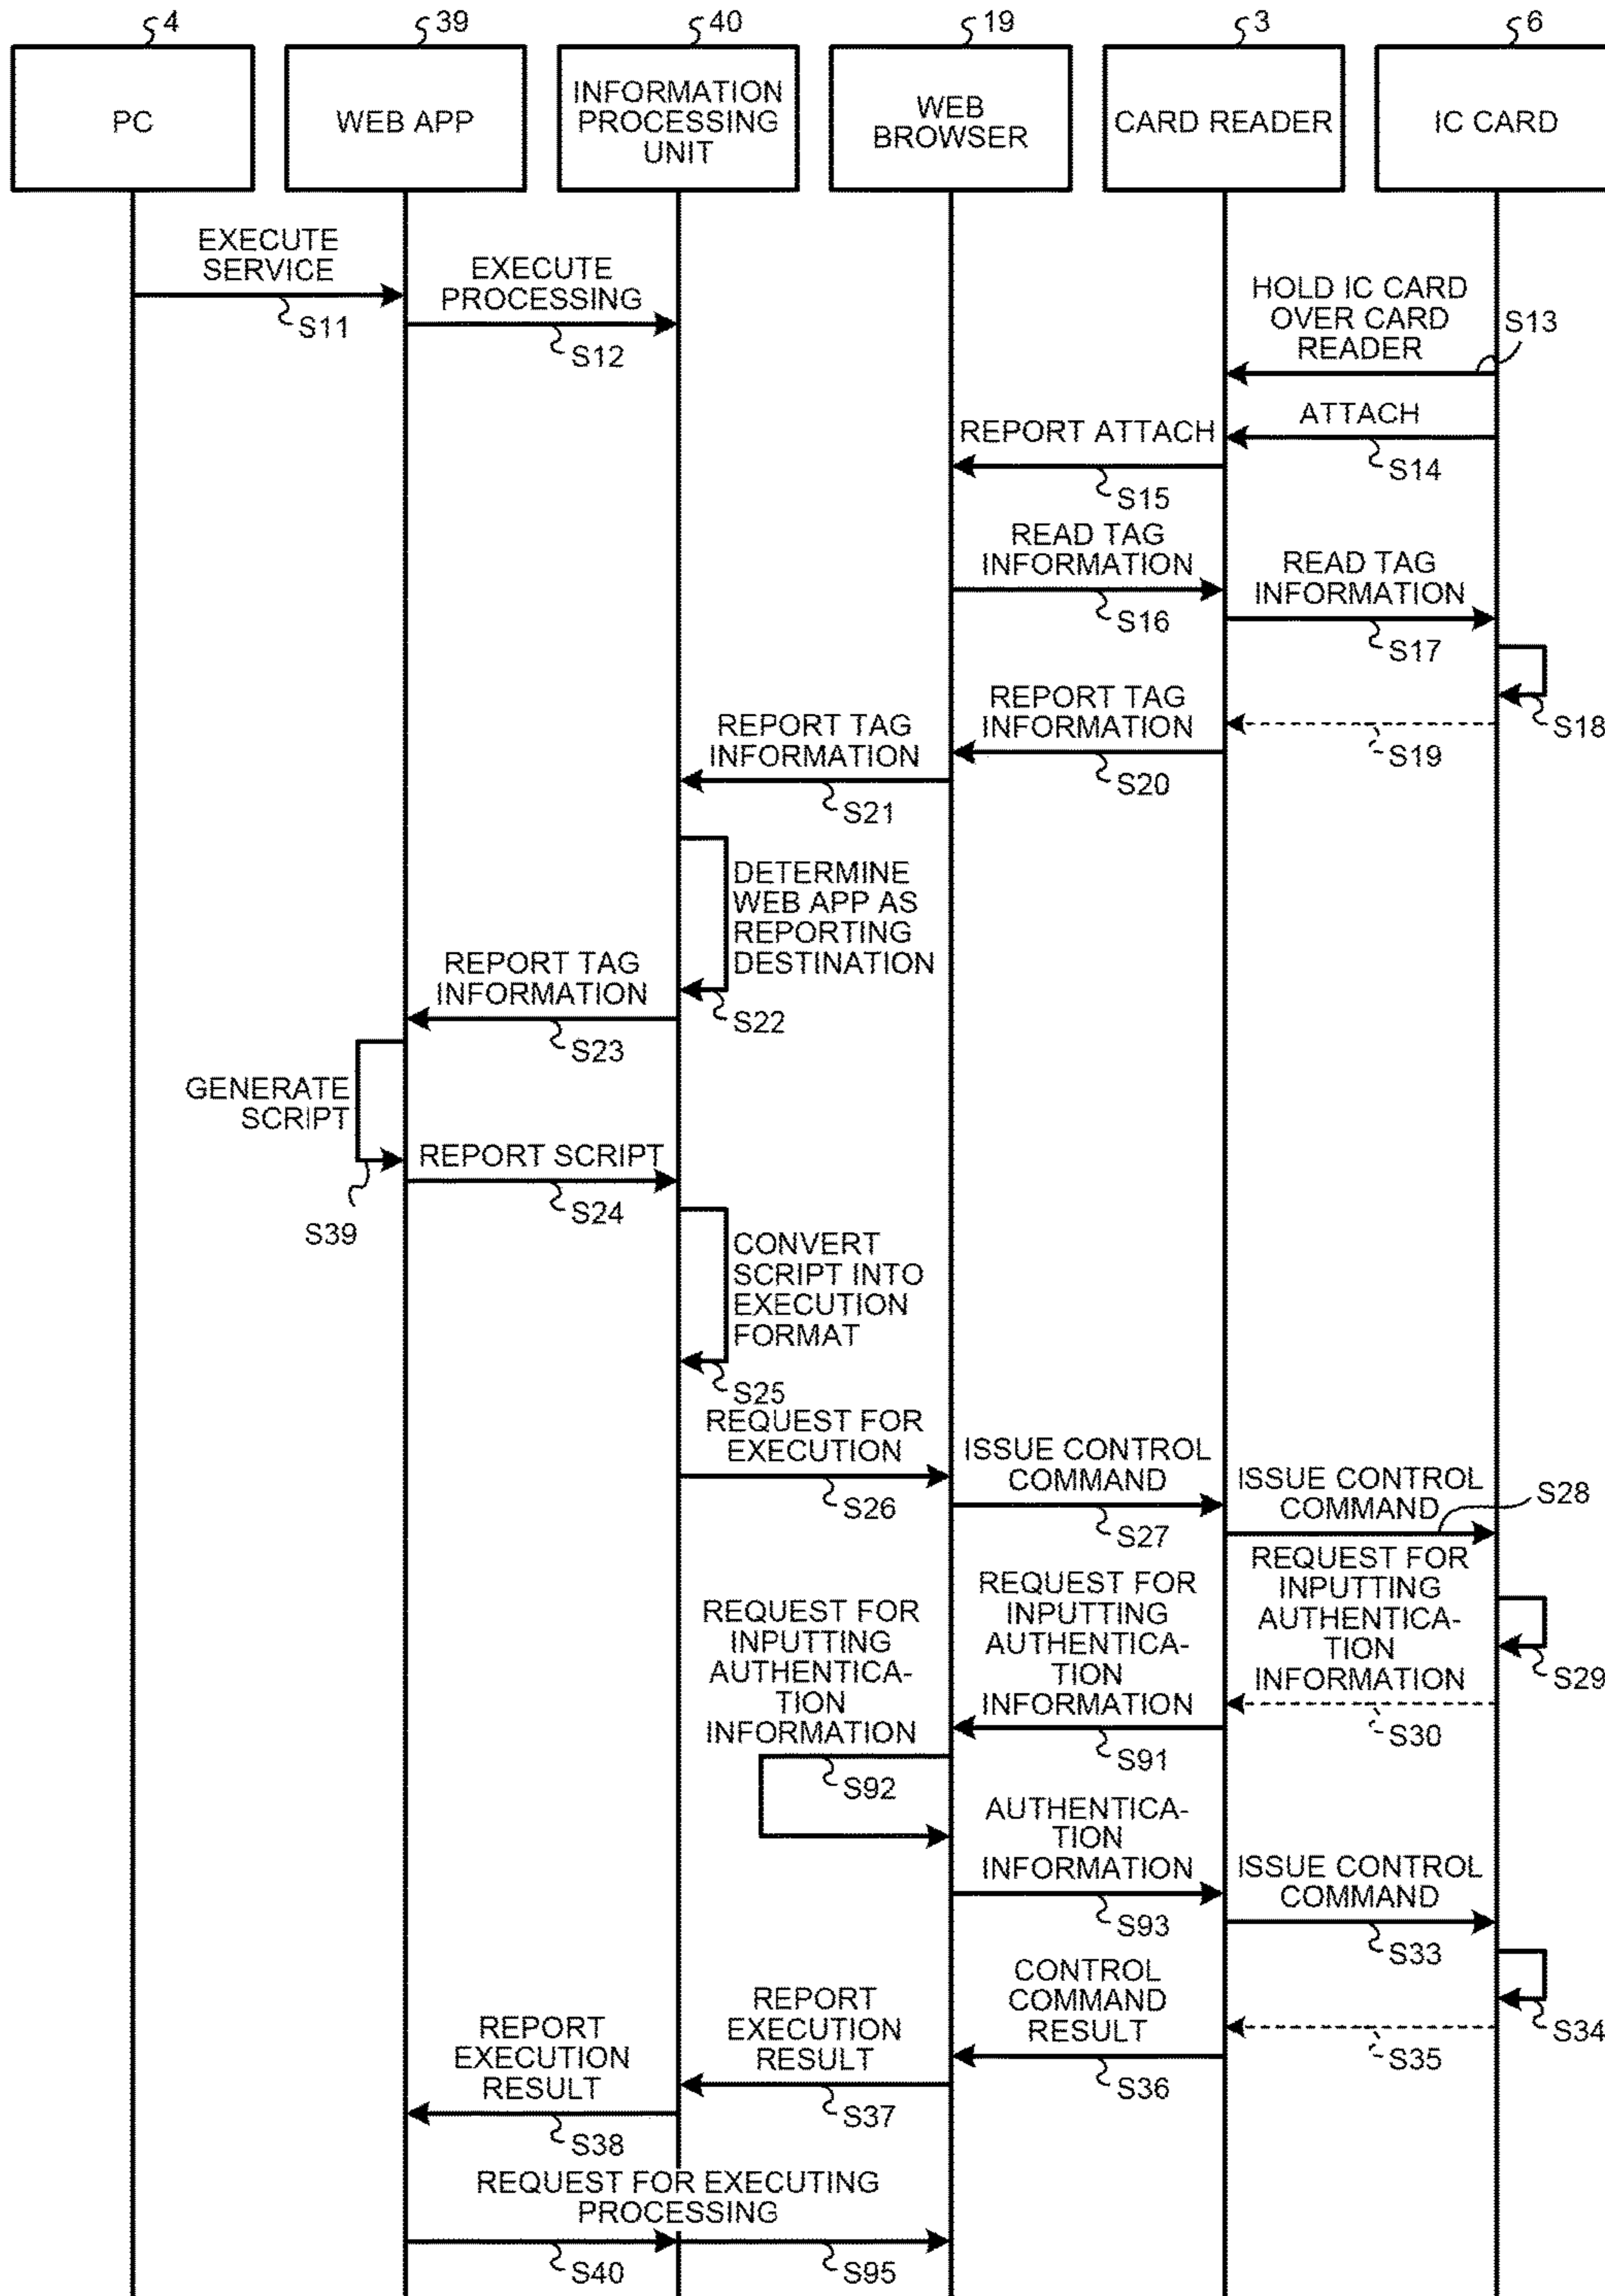 4
39
40
19
3
6
PC
WEB APP
INFORMATION
PROCESSING
UNIT
WEB
BROWSER
CARD READER
IC CARD
EXECUTE
SERVICE
S11
EXECUTE
PROCESSING
S12
HOLD IC CARD
OVER CARD
READER
S13
ATTACH
S14
REPORT ATTACH
S15
READ TAG
INFORMATION
S16
READ TAG
INFORMATION
S17
S18
S19
REPORT TAG
INFORMATION
S20
REPORT TAG
INFORMATION
S21
DETERMINE
WEB APP AS
REPORTING
DESTINATION
S22
REPORT TAG
INFORMATION
S23
GENERATE
SCRIPT
S39
REPORT SCRIPT
S24
CONVERT
SCRIPT INTO
EXECUTION
FORMAT
S25
REQUEST FOR
EXECUTION
S26
ISSUE CONTROL
COMMAND
S27
ISSUE CONTROL
COMMAND
S28
S29
REQUEST FOR
INPUTTING
AUTHENTICA-
TION
INFORMATION
S30
REQUEST FOR
INPUTTING
AUTHENTICA-
TION
INFORMATION
S91
REQUEST FOR
INPUTTING
AUTHENTICA-
TION
INFORMATION
S92
AUTHENTICA-
TION
INFORMATION
S93
ISSUE CONTROL
COMMAND
S33
S34
S35
CONTROL
COMMAND
RESULT
S36
REPORT
EXECUTION
RESULT
S37
REPORT
EXECUTION
RESULT
S38
REQUEST FOR EXECUTING
PROCESSING
S40
S95